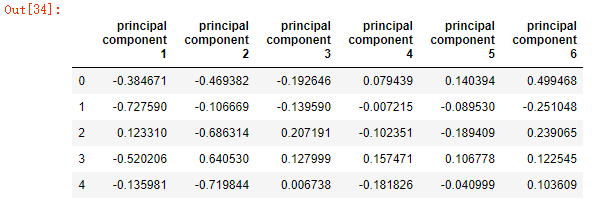 Out[34]:
principal principal principal principal principal principal
component component component component component component
1 2 3 4 5 6
0 -0.384671 -0.469382 -0.192646 0.079439 0.140394 0.499468
1 -0.727590 -0.106669 -0.139590 -0.007215 -0.089530 -0.251048
2 0.123310 -0.686314 0.207191 -0.102351 -0.189409 0.239065
3 -0.520206 0.640530 0.127999 0.157471 0.106778 0.122545
4 -0.135981 -0.719844 0.006738 -0.181826 -0.040999 0.103609